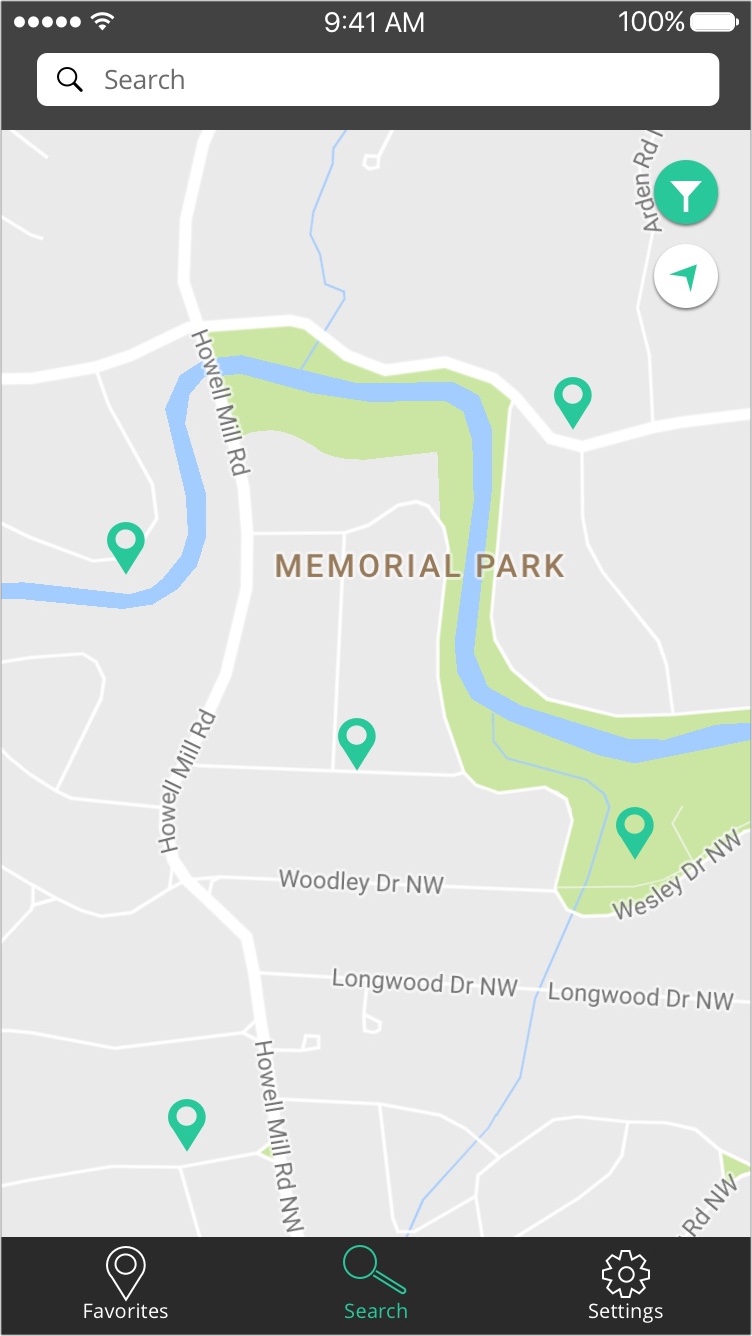 9:41 AM
100%
Search
Arden Rd
Howell Mill Rd
MEMORIAL PARK
Howell Mill Rd
Woodley Dr NW
Wesley Dr NW
Longwood Dr NW
Longwood Dr NW
Howell Mill Rd NW
Rd NW
Favorites
Search
Settings